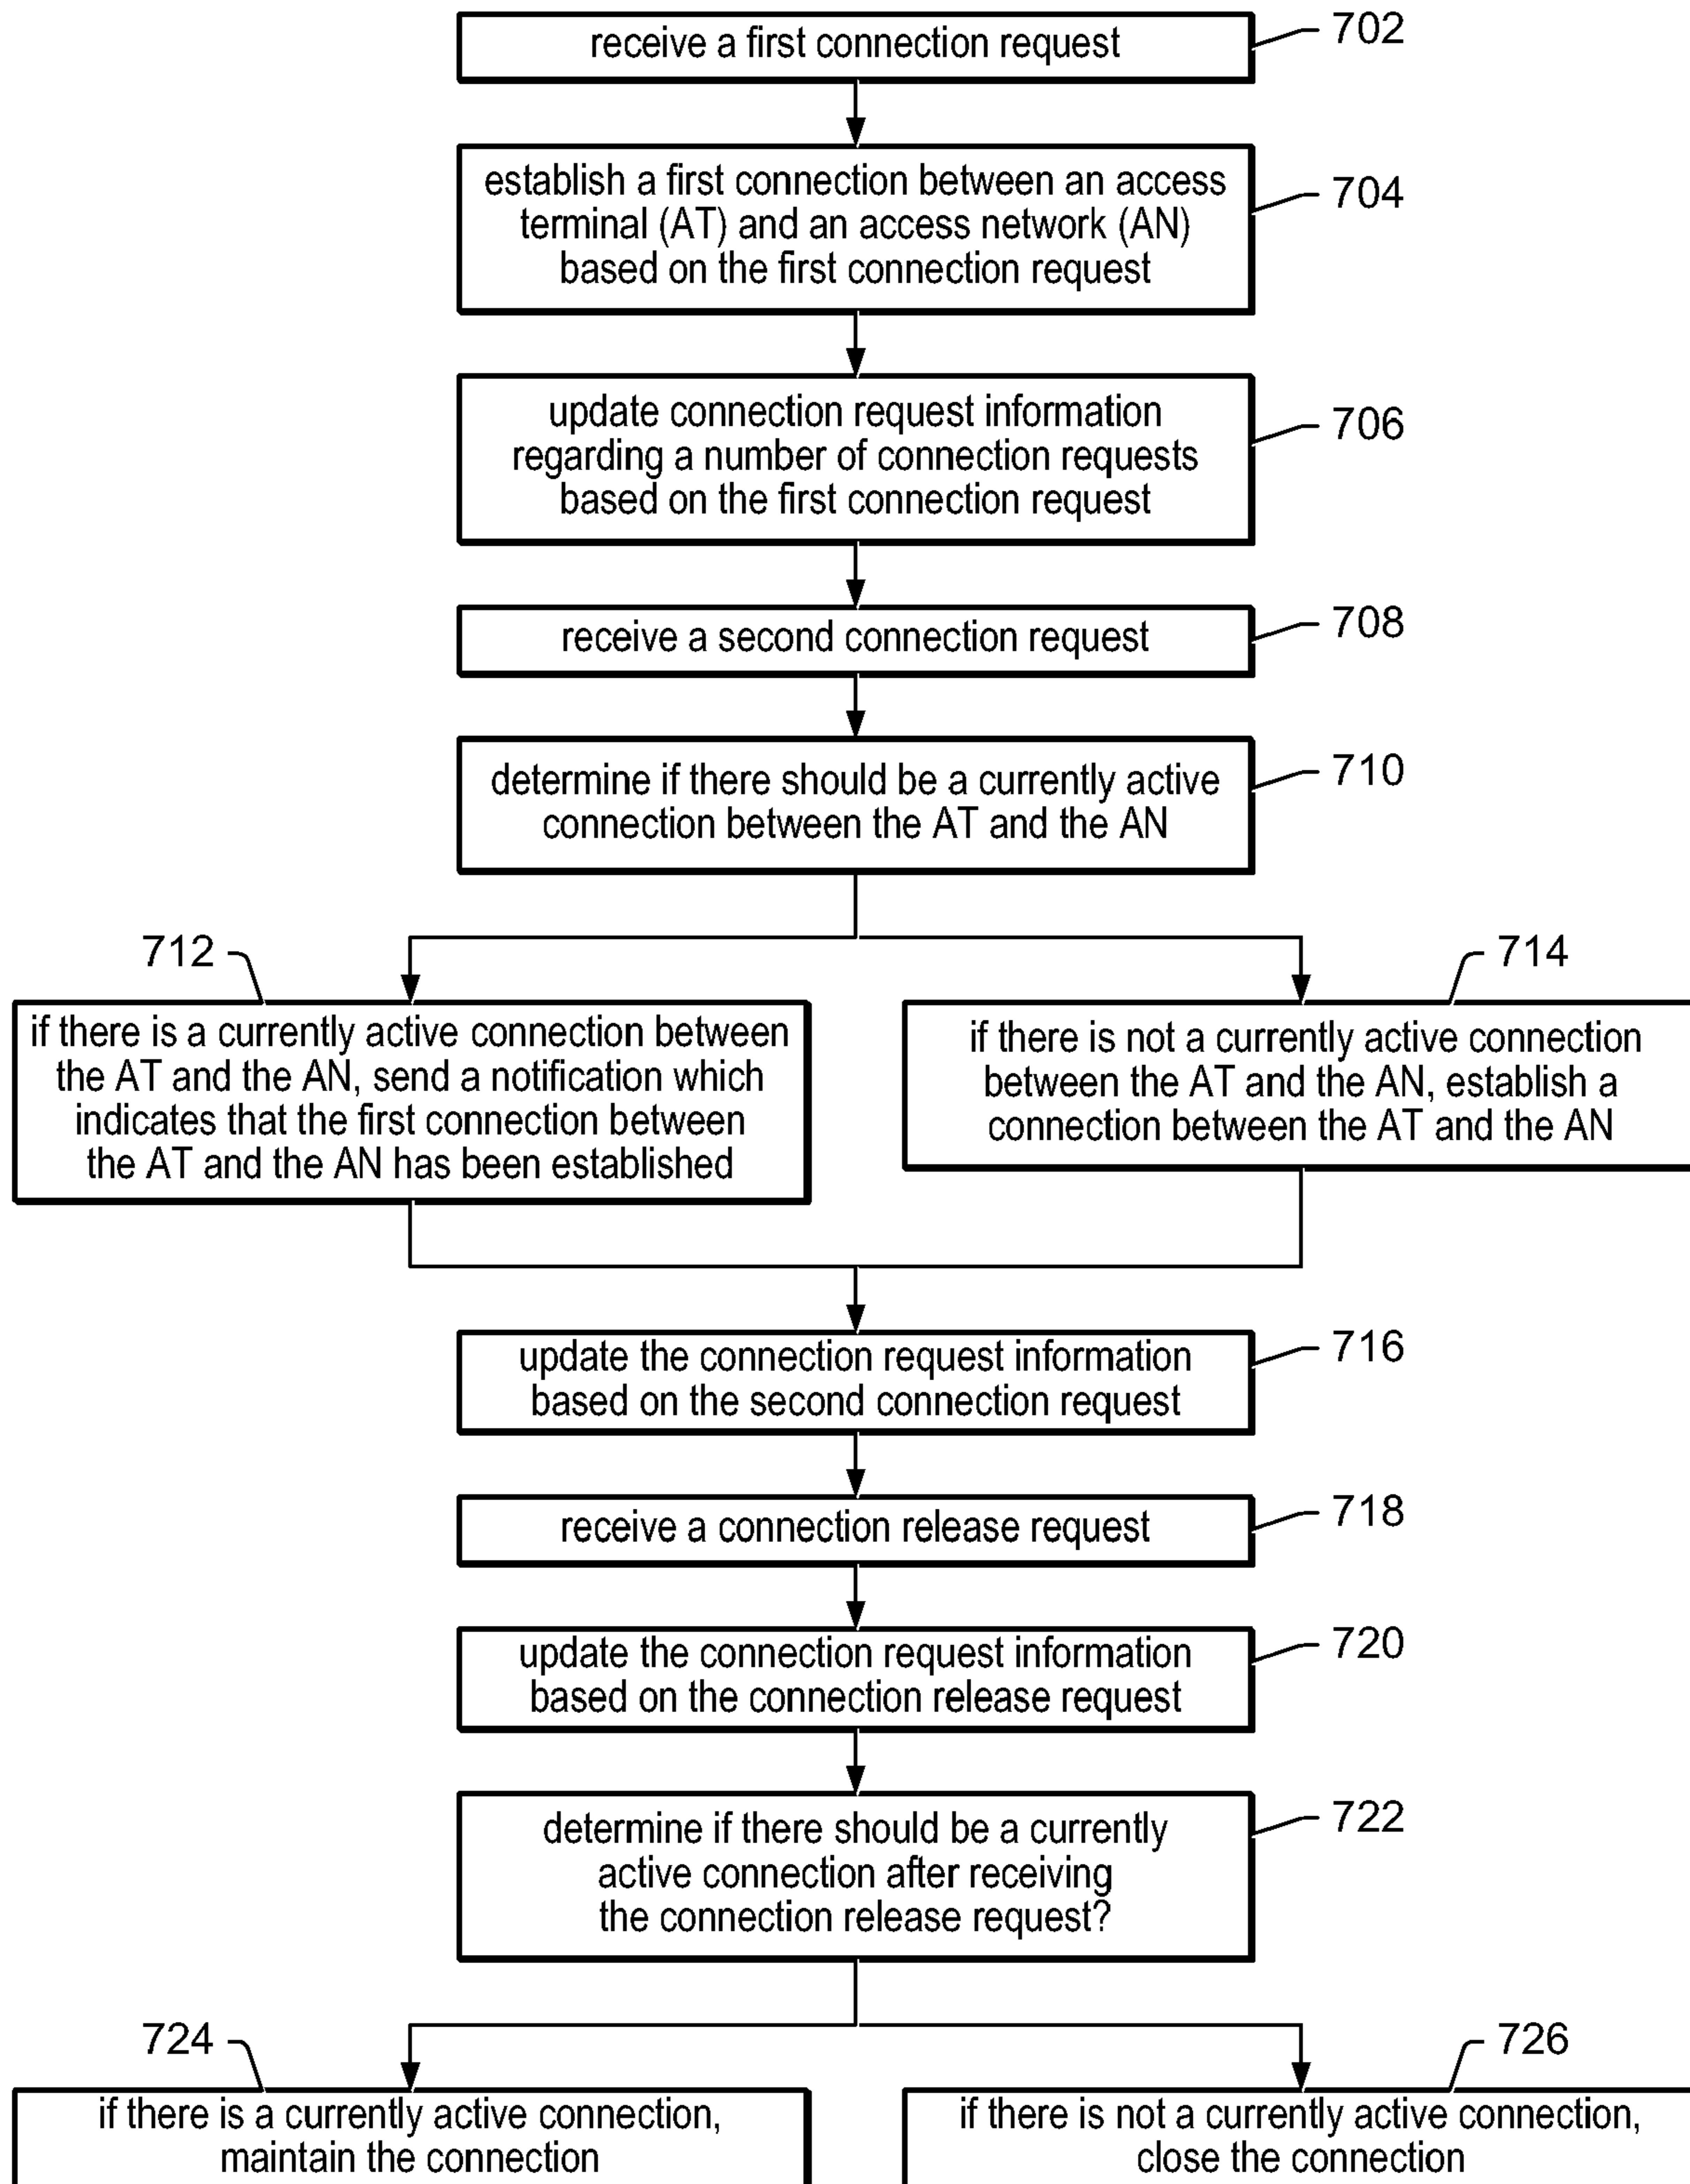 receive a first connection request
702
establish a first connection between an access
terminal (AT) and an access network (AN)
based on the first connection request
704
update connection request information
regarding a number of connection requests
based on the first connection request
706
receive a second connection request
708
determine if there should be a currently active
connection between the AT and the AN
710
712
if there is a currently active connection between
the AT and the AN, send a notification which
indicates that the first connection between
the AT and the AN has been established
714
if there is not a currently active connection
between the AT and the AN, establish a
connection between the AT and the AN
update the connection request information
based on the second connection request
716
receive a connection release request
718
update the connection request information
based on the connection release request
720
determine if there should be a currently
active connection after receiving
the connection release request?
722
724
if there is a currently active connection,
maintain the connection
726
if there is not a currently active connection,
close the connection